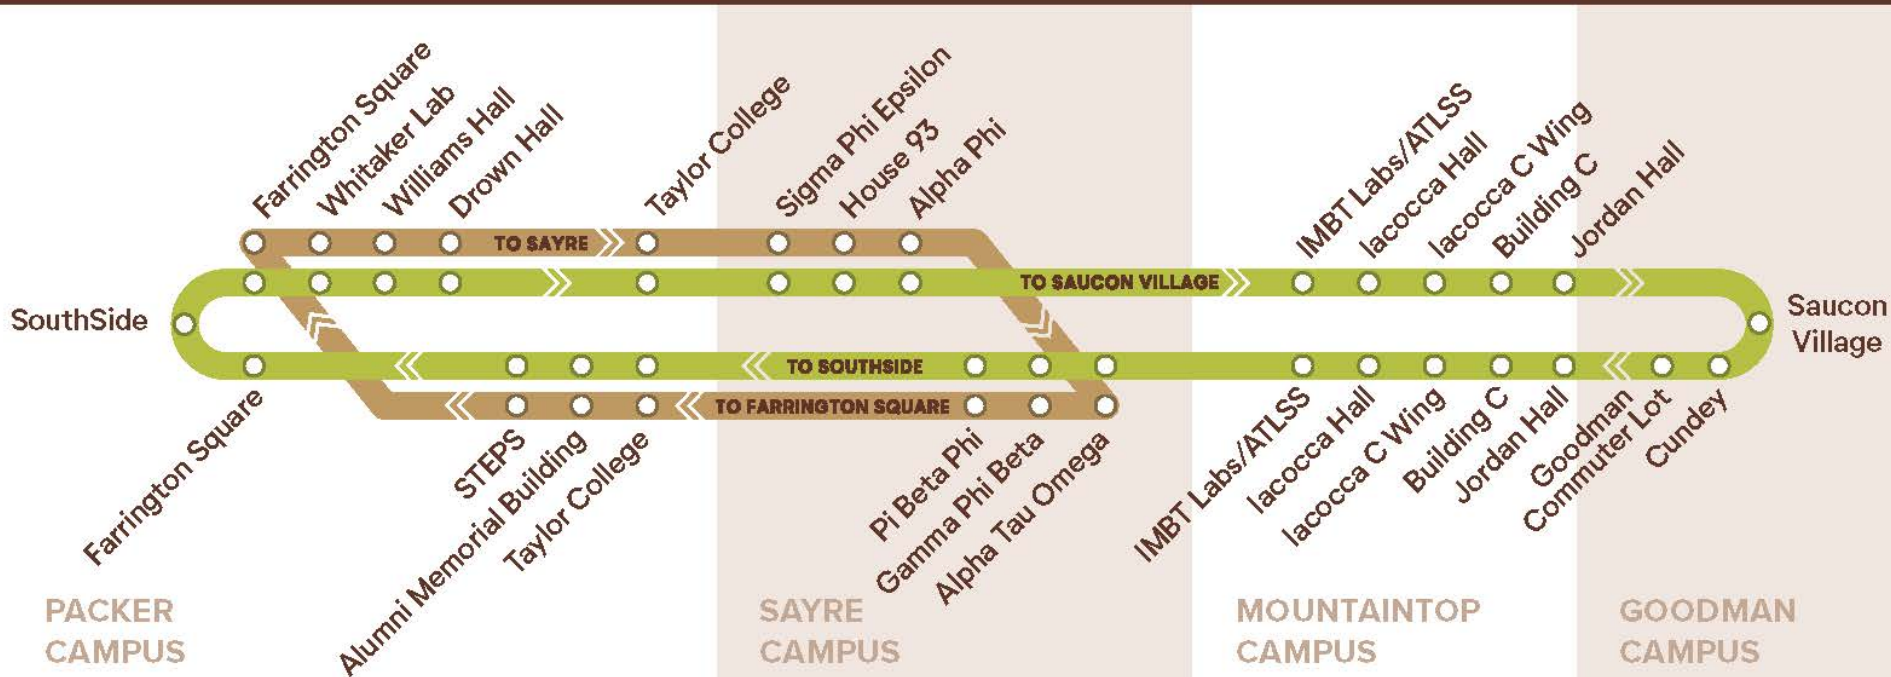 Farrington Square
Whitaker Lab
Williams Hall
Drown Hall
Taylor College
Sigma Phi Epsilon
House 93
Alpha Phi
IMBT Labs/ATLSS
Iacocca Hall
Iacocca C Wing
Building C
Jordan Hall
TO SAYRE
TO SAUCON VILLAGE
SouthSide
Saucon
Village
TO SOUTHSIDE
TO FARRINGTON SQUARE
Farrington Square
STEPS
Alumni Memorial Building
Taylor College
Pi Beta Phi
Gamma Phi Beta
Alpha Tau Omega
IMBT Labs/ATLSS
Iacocca Hall
Iacocca C Wing
Building C
Jordan Hall
Goodman
Commuter Lot
Cundey
PACKER
CAMPUS
SAYRE
CAMPUS
MOUNTAINTOP
CAMPUS
GOODMAN
CAMPUS